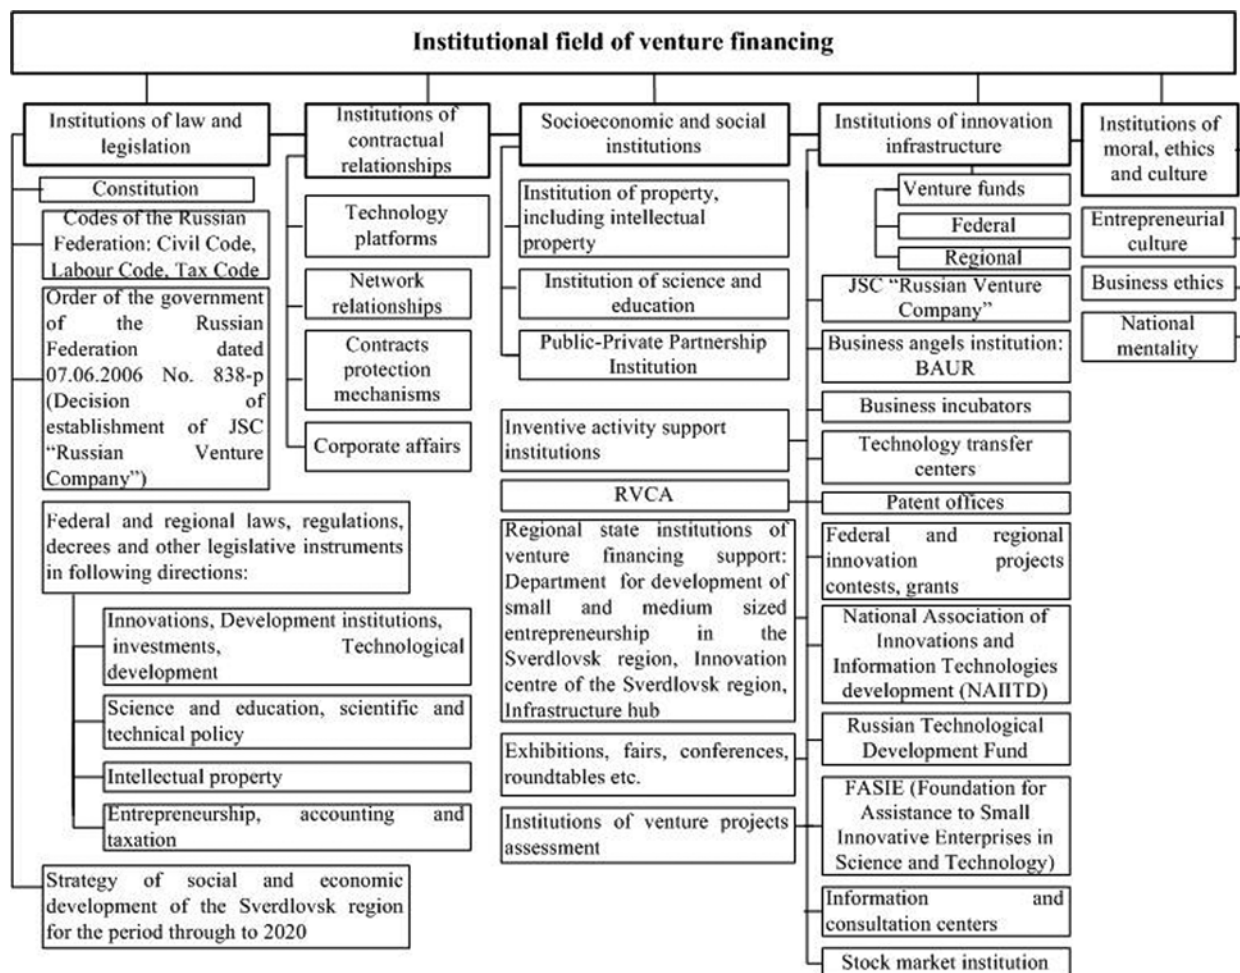 Institutional field of venture financing
Institutions of law and
legislation
Constitution
Codes of the Russian
Federation: Civil Code,
Labour Code, Tax Code
Order of the government
of the Russian
Federation dated
07.06.2006 No. 838-p
(Decision of
establishment of JSC
“Russian Venture
Company”)
Federal and regional laws, regulations,
decrees and other legislative instruments
in following directions:
Innovations, Development institutions,
investments, Technological
development
Science and education, scientific and
technical policy
Intellectual property
Entrepreneurship, accounting and
taxation
Strategy of social and economic
development of the Sverdlovsk region
for the period through to 2020
Institutions of
contractual
relationships
Technology
platforms
Network
relationships
Contracts
protection
mechanisms
Corporate affairs
Socioeconomic and social
institutions
Institution of property,
including intellectual
property
Institution of science and
education
Public-Private Partnership
Institution
Inventive activity support
institutions
RVCA
Regional state institutions of
venture financing support:
Department for development of
small and medium sized
entrepreneurship in the
Sverdlovsk region, Innovation
centre of the Sverdlovsk region,
Infrastructure hub
Exhibitions, fairs, conferences,
roundtables etc.
Institutions of venture projects
assessment
Institutions of innovation
infrastructure
Venture funds
Federal
Regional
JSC “Russian Venture
Company”
Business angels institution:
BAUR
Business incubators
Technology transfer
centers
Patent offices
Federal and regional
innovation projects
contests, grants
National Association of
Innovations and
Information Technologies
development (NAIITD)
Russian Technological
Development Fund
FASIE (Foundation for
Assistance to Small
Innovative Enterprises in
Science and Technology)
Information and
consultation centers
Stock market institution
Institutions of
moral, ethics
and culture
Entrepreneurial
culture
Business ethics
National
mentality